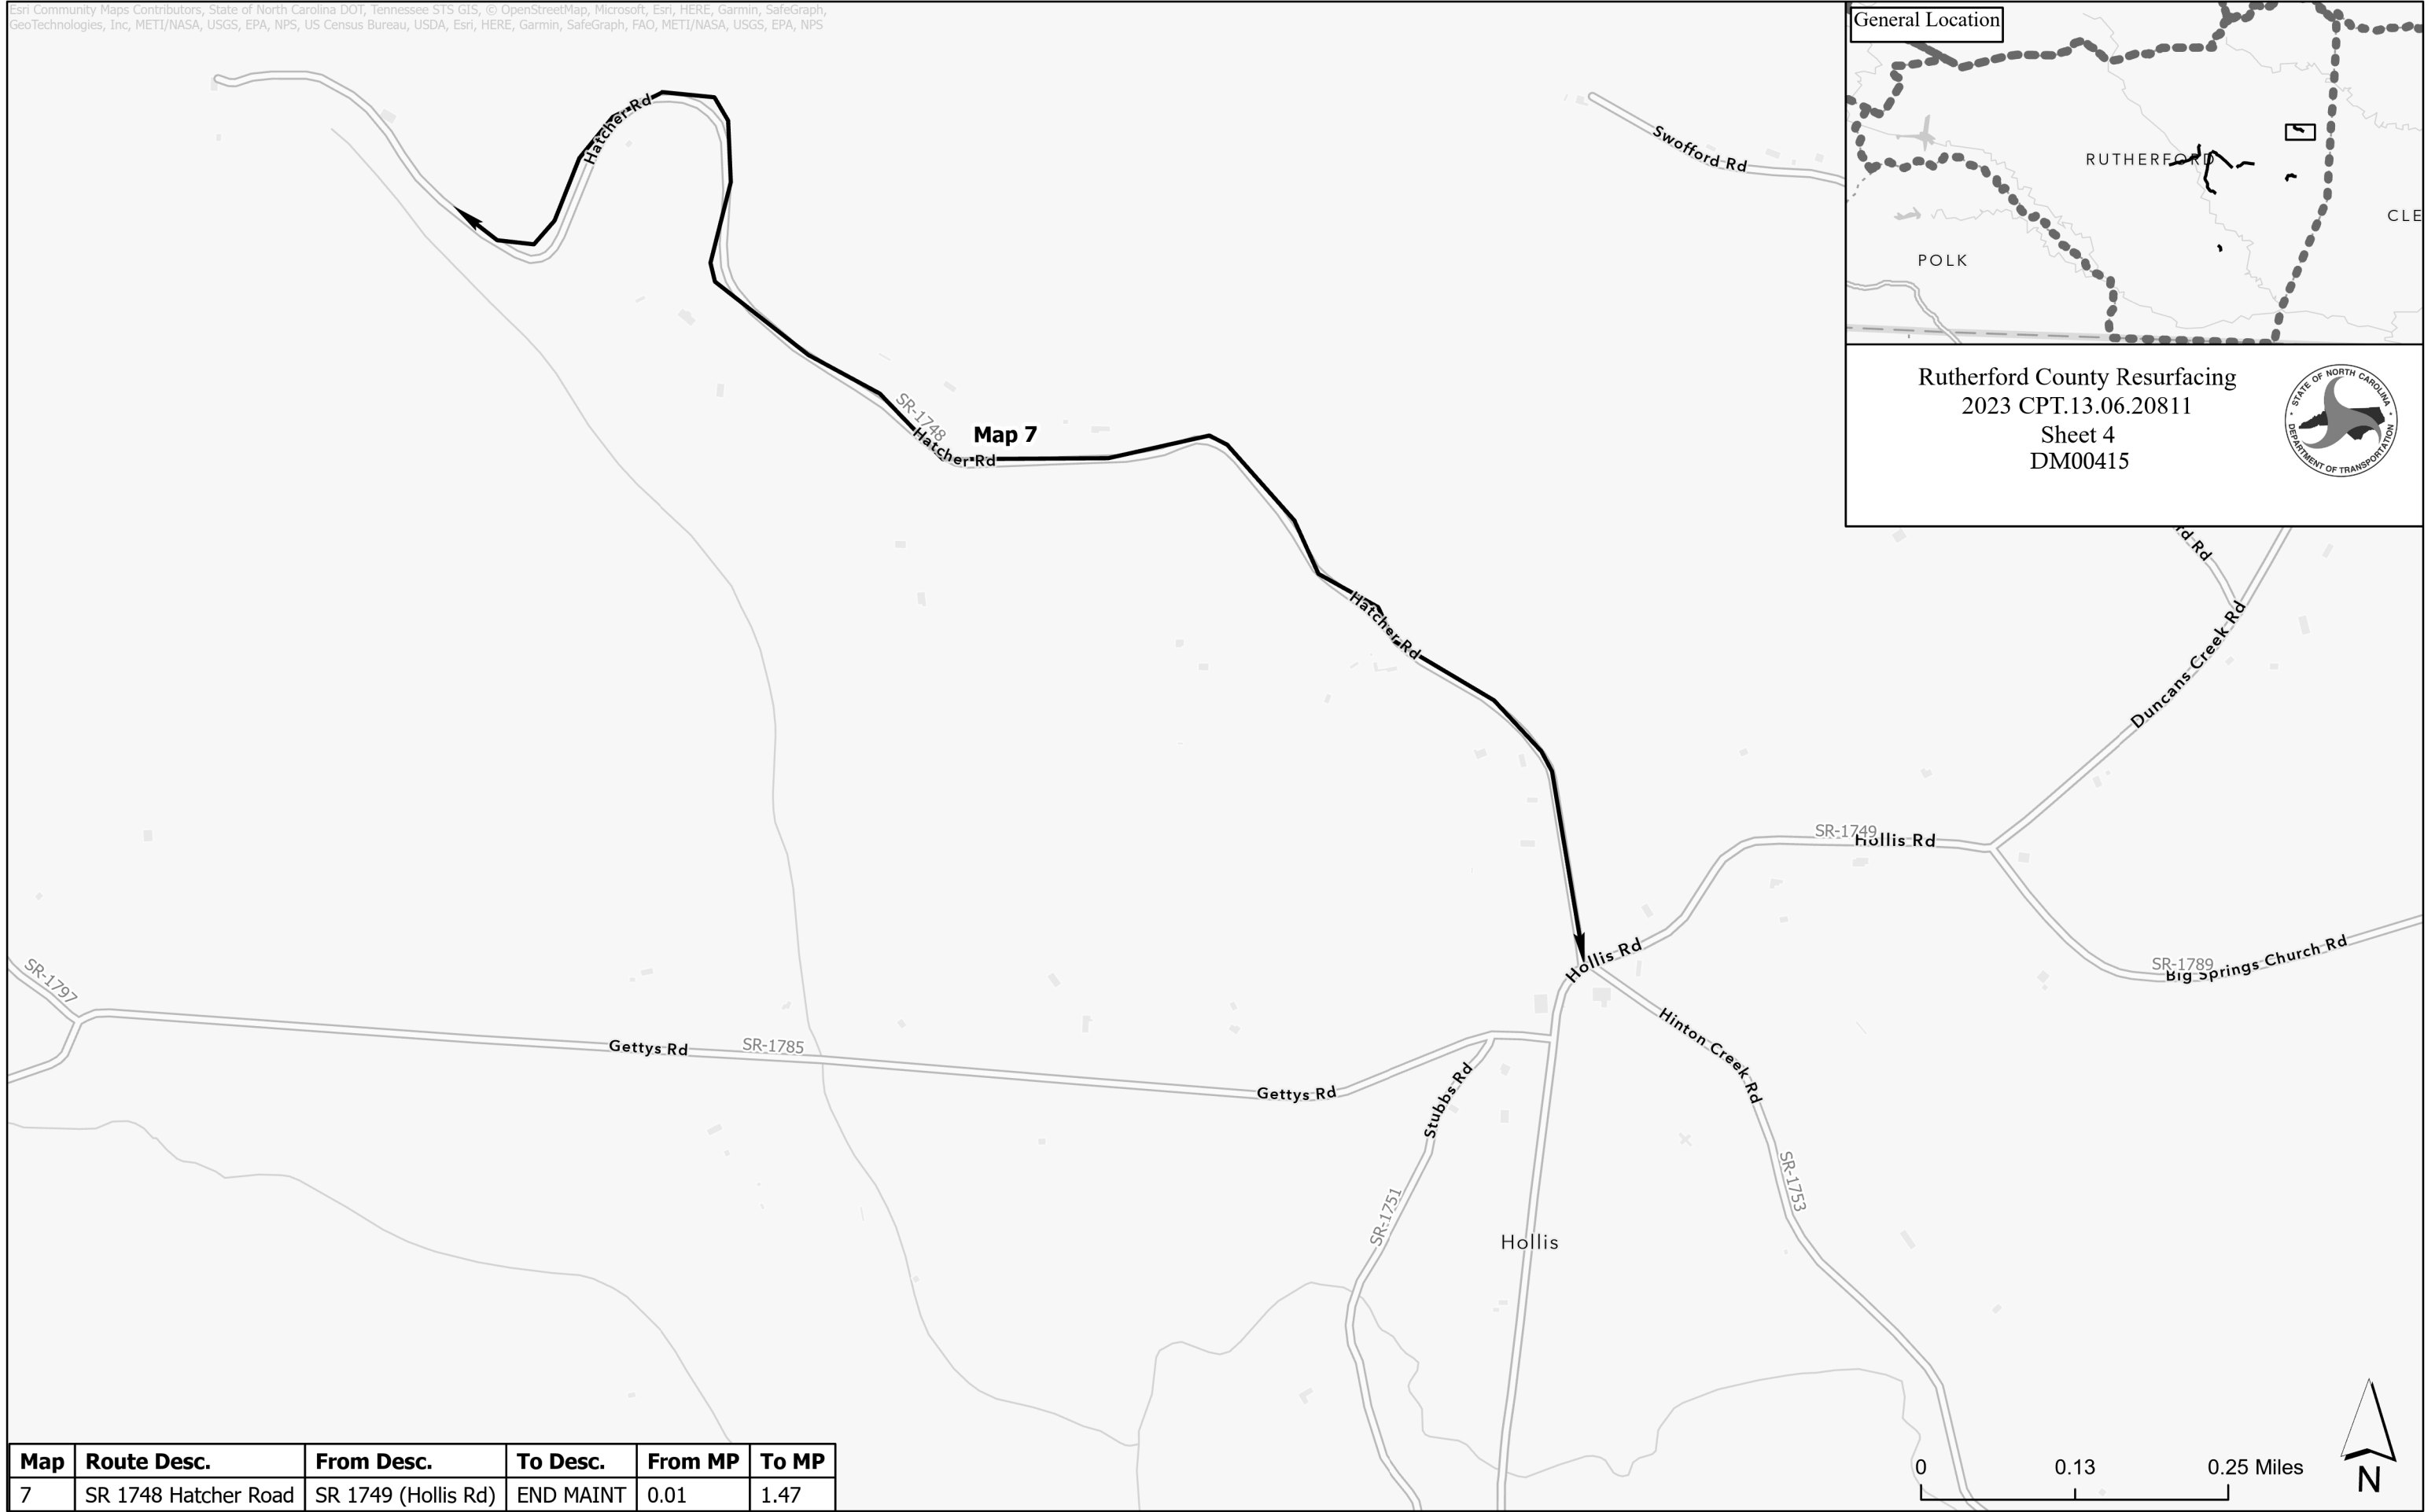 Esri Community Maps Contributors, State of North Carolina DOT, Tennessee STS GIS, © OpenStreetMap, Microsoft, Esri, HERE, Garmin, SafeGraph,
GeoTechnologies, Inc, METI/NASA, USGS, EPA, NPS, US Census Bureau, USDA, Esri, HERE, Garmin, SafeGraph, FAO, METI/NASA, USGS, EPA, NPS
General Location
RUTHERFORD
CLE
POLK
Rutherford County Resurfacing
2023 CPT.13.06.20811
Sheet 4
DM00415
STATE OF NORTH CAROLINA
DEPARTMENT OF TRANSPORTATION
Hatcher Rd
Swofford Rd
SR-1748
Hatcher Rd
Map 7
rd Rd
Hatcher Rd
Duncans Creek Rd
SR-1749
Hollis Rd
Hollis Rd
SR-1789
Big Springs Church Rd
SR-1797
Gettys Rd
SR-1785
Hinton Creek Rd
Gettys Rd
Stubbs Rd
SR-1751
SR-1753
Hollis
Map Route Desc. From Desc. To Desc. From MP To MP
7 SR 1748 Hatcher Road SR 1749 (Hollis Rd) END MAINT 0.01 1.47
0 0.13 0.25 Miles
N